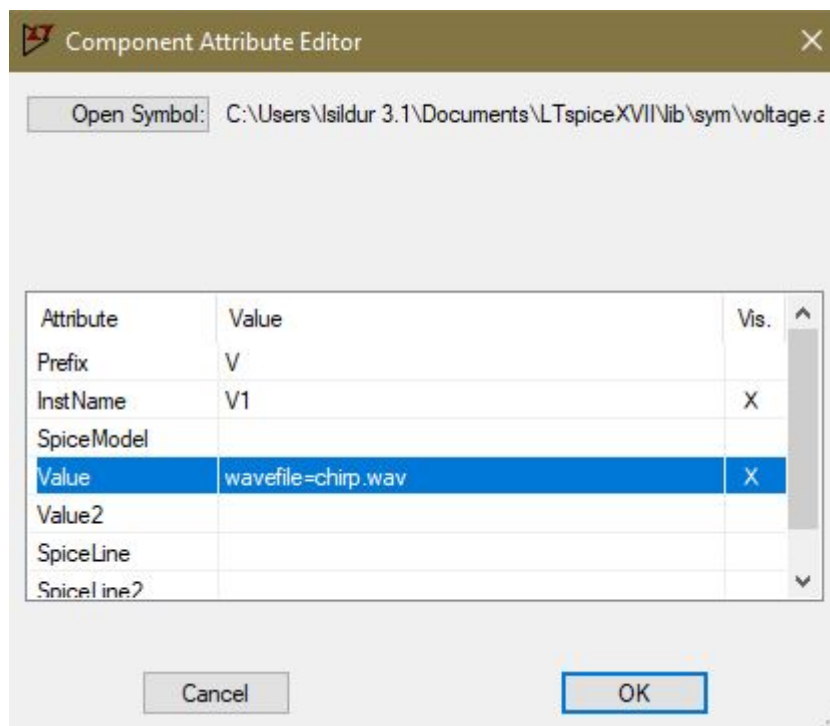 Component Attribute Editor
Open Symbol: C:\Users\Isildur 3.1\Documents\LTspiceXVII\lib\sym\voltage.a
Attribute Value Vis.
Prefix V
InstName V1 X
SpiceModel
Value wavefile=chirp.wav X
Value2
SpiceLine
SpiceLine2
Cancel OK